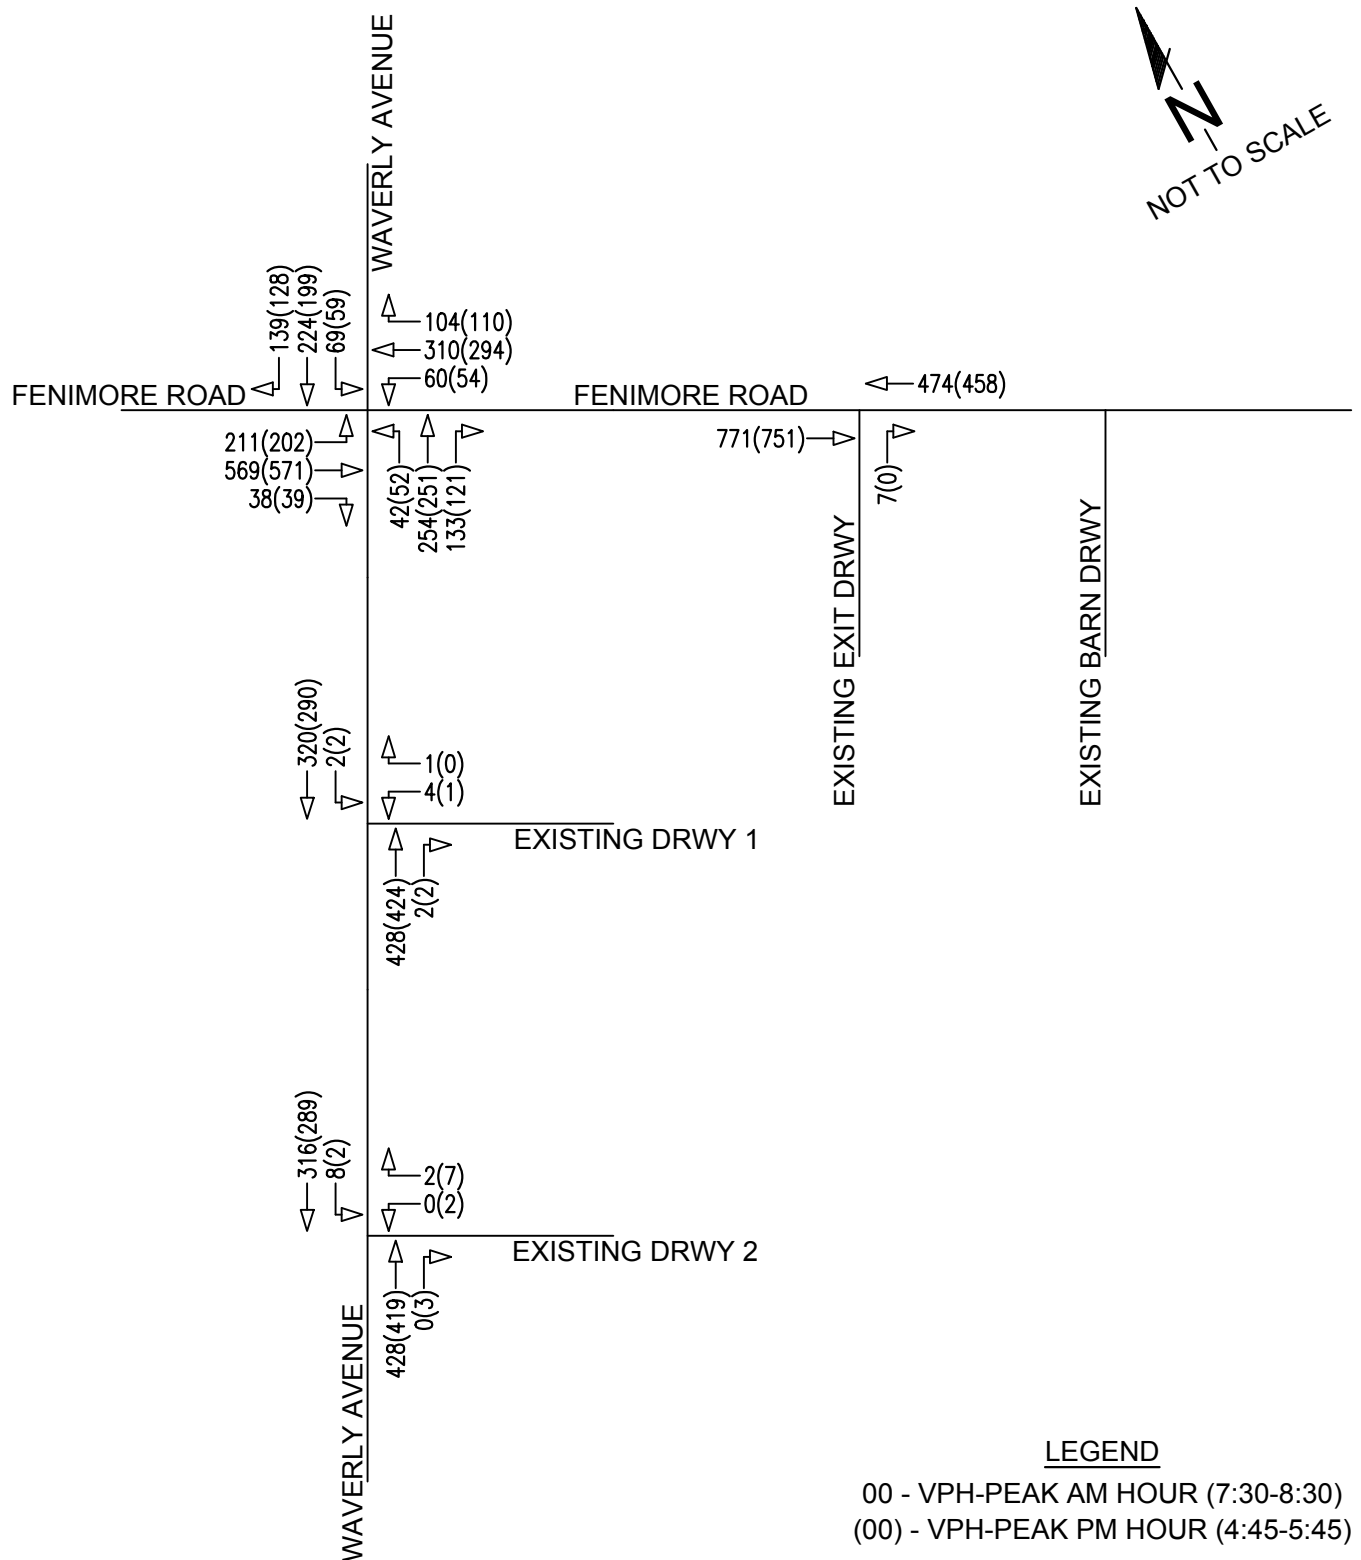 WAVERLY AVENUE
N
NOT TO SCALE
139(128)
224(199)
69(59)
104(110)
310(294)
60(54)
FENIMORE ROAD
FENIMORE ROAD
474(458)
211(202)
569(571)
38(39)
42(52)
254(251)
133(121)
771(751)
7(0)
EXISTING EXIT DRWY
EXISTING BARN DRWY
320(290)
2(2)
1(0)
4(1)
EXISTING DRWY 1
428(424)
2(2)
316(289)
8(2)
2(7)
0(2)
EXISTING DRWY 2
428(419)
0(3)
WAVERLY AVENUE
LEGEND
00 - VPH-PEAK AM HOUR (7:30-8:30)
(00) - VPH-PEAK PM HOUR (4:45-5:45)